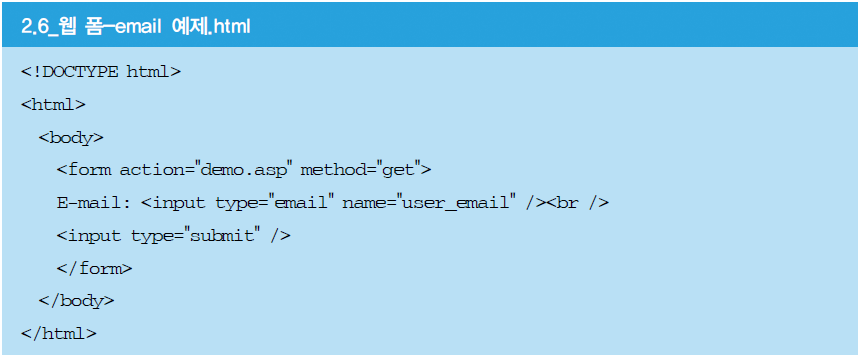 2.6_웹 폼-email 예제.html
<!DOCTYPE html>
<html>
<body>
<form action="demo.asp" method="get">
E-mail: <input type="email" name="user_email" /><br />
<input type="submit" />
</form>
</body>
</html>